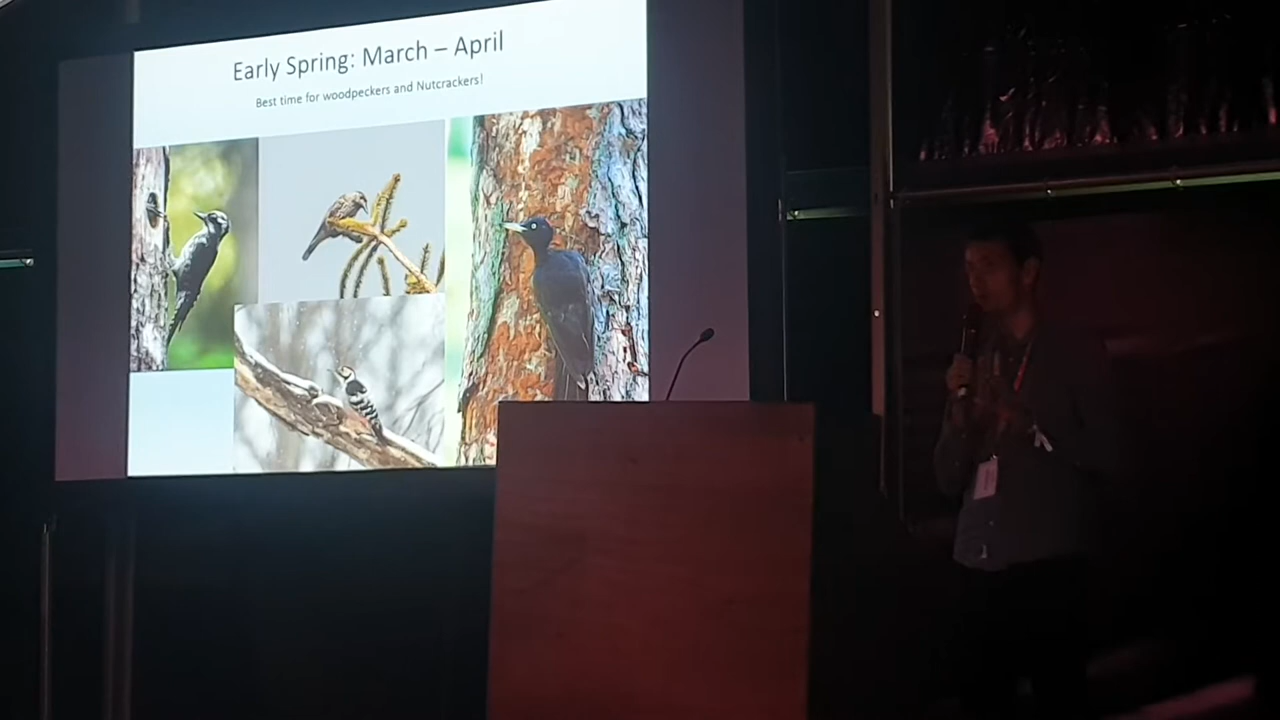 Early Spring: March – April
Best time for woodpeckers and Nutcrackers!